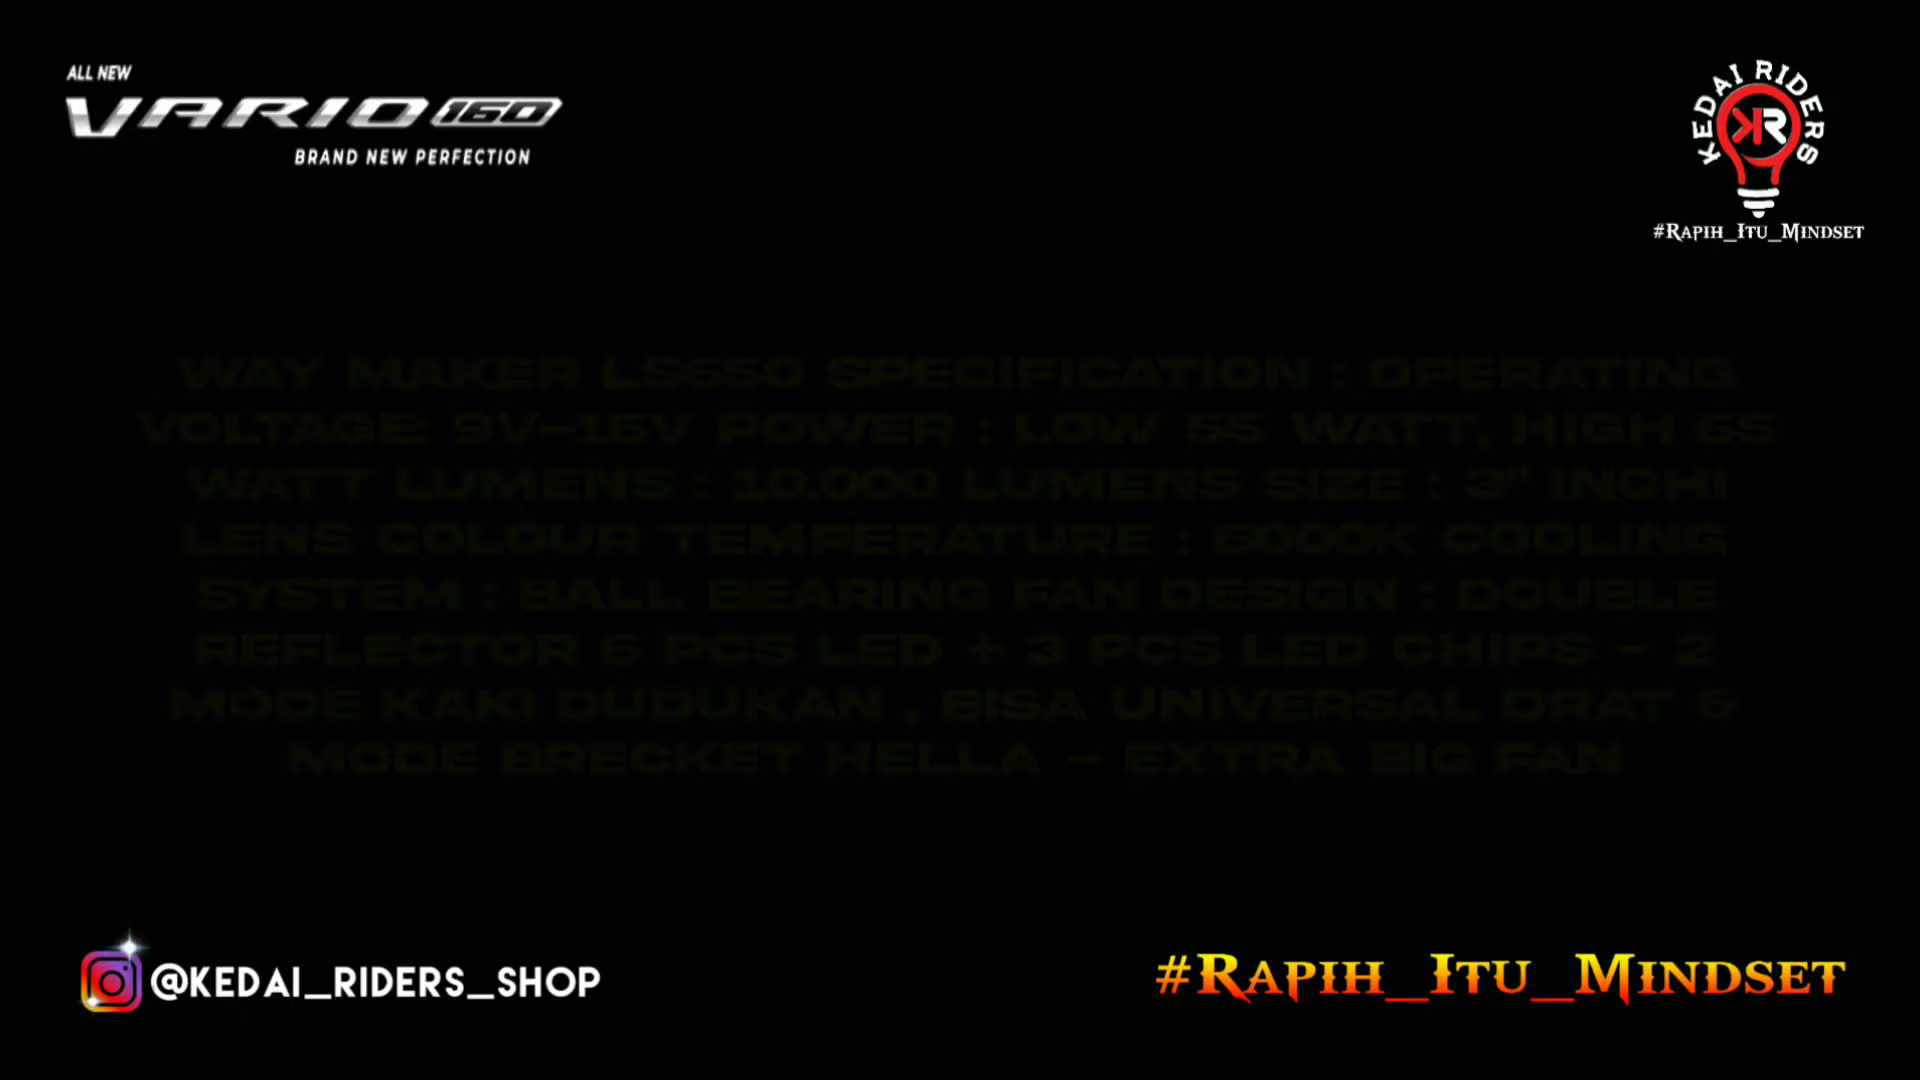 ALL NEW
VARIO 160
BRAND NEW PERFECTION
KEDAI RIDERS
KR
#RAPIH_ITU_MINDSET
WAY MAKER LS650 SPECIFICATION : OPERATING
VOLTAGE: 9V-15V POWER : LOW 55 WATT, HIGH 65
WATT LUMENS : 10.000 LUMENS SIZE : 3" INCHI
LENS COLOUR TEMPERATURE : 6000K COOLING
SYSTEM : BALL BEARING FAN DESIGN : DOUBLE
REFLECTOR 6 PCS LED + 3 PCS LED CHIPS - 2
MODE KAKI DUDUKAN , BISA UNIVERSAL DRAT &
MODE BRECKET HELLA - EXTRA BIG FAN
@KEDAI_RIDERS_SHOP
#RAPIH_ITU_MINDSET